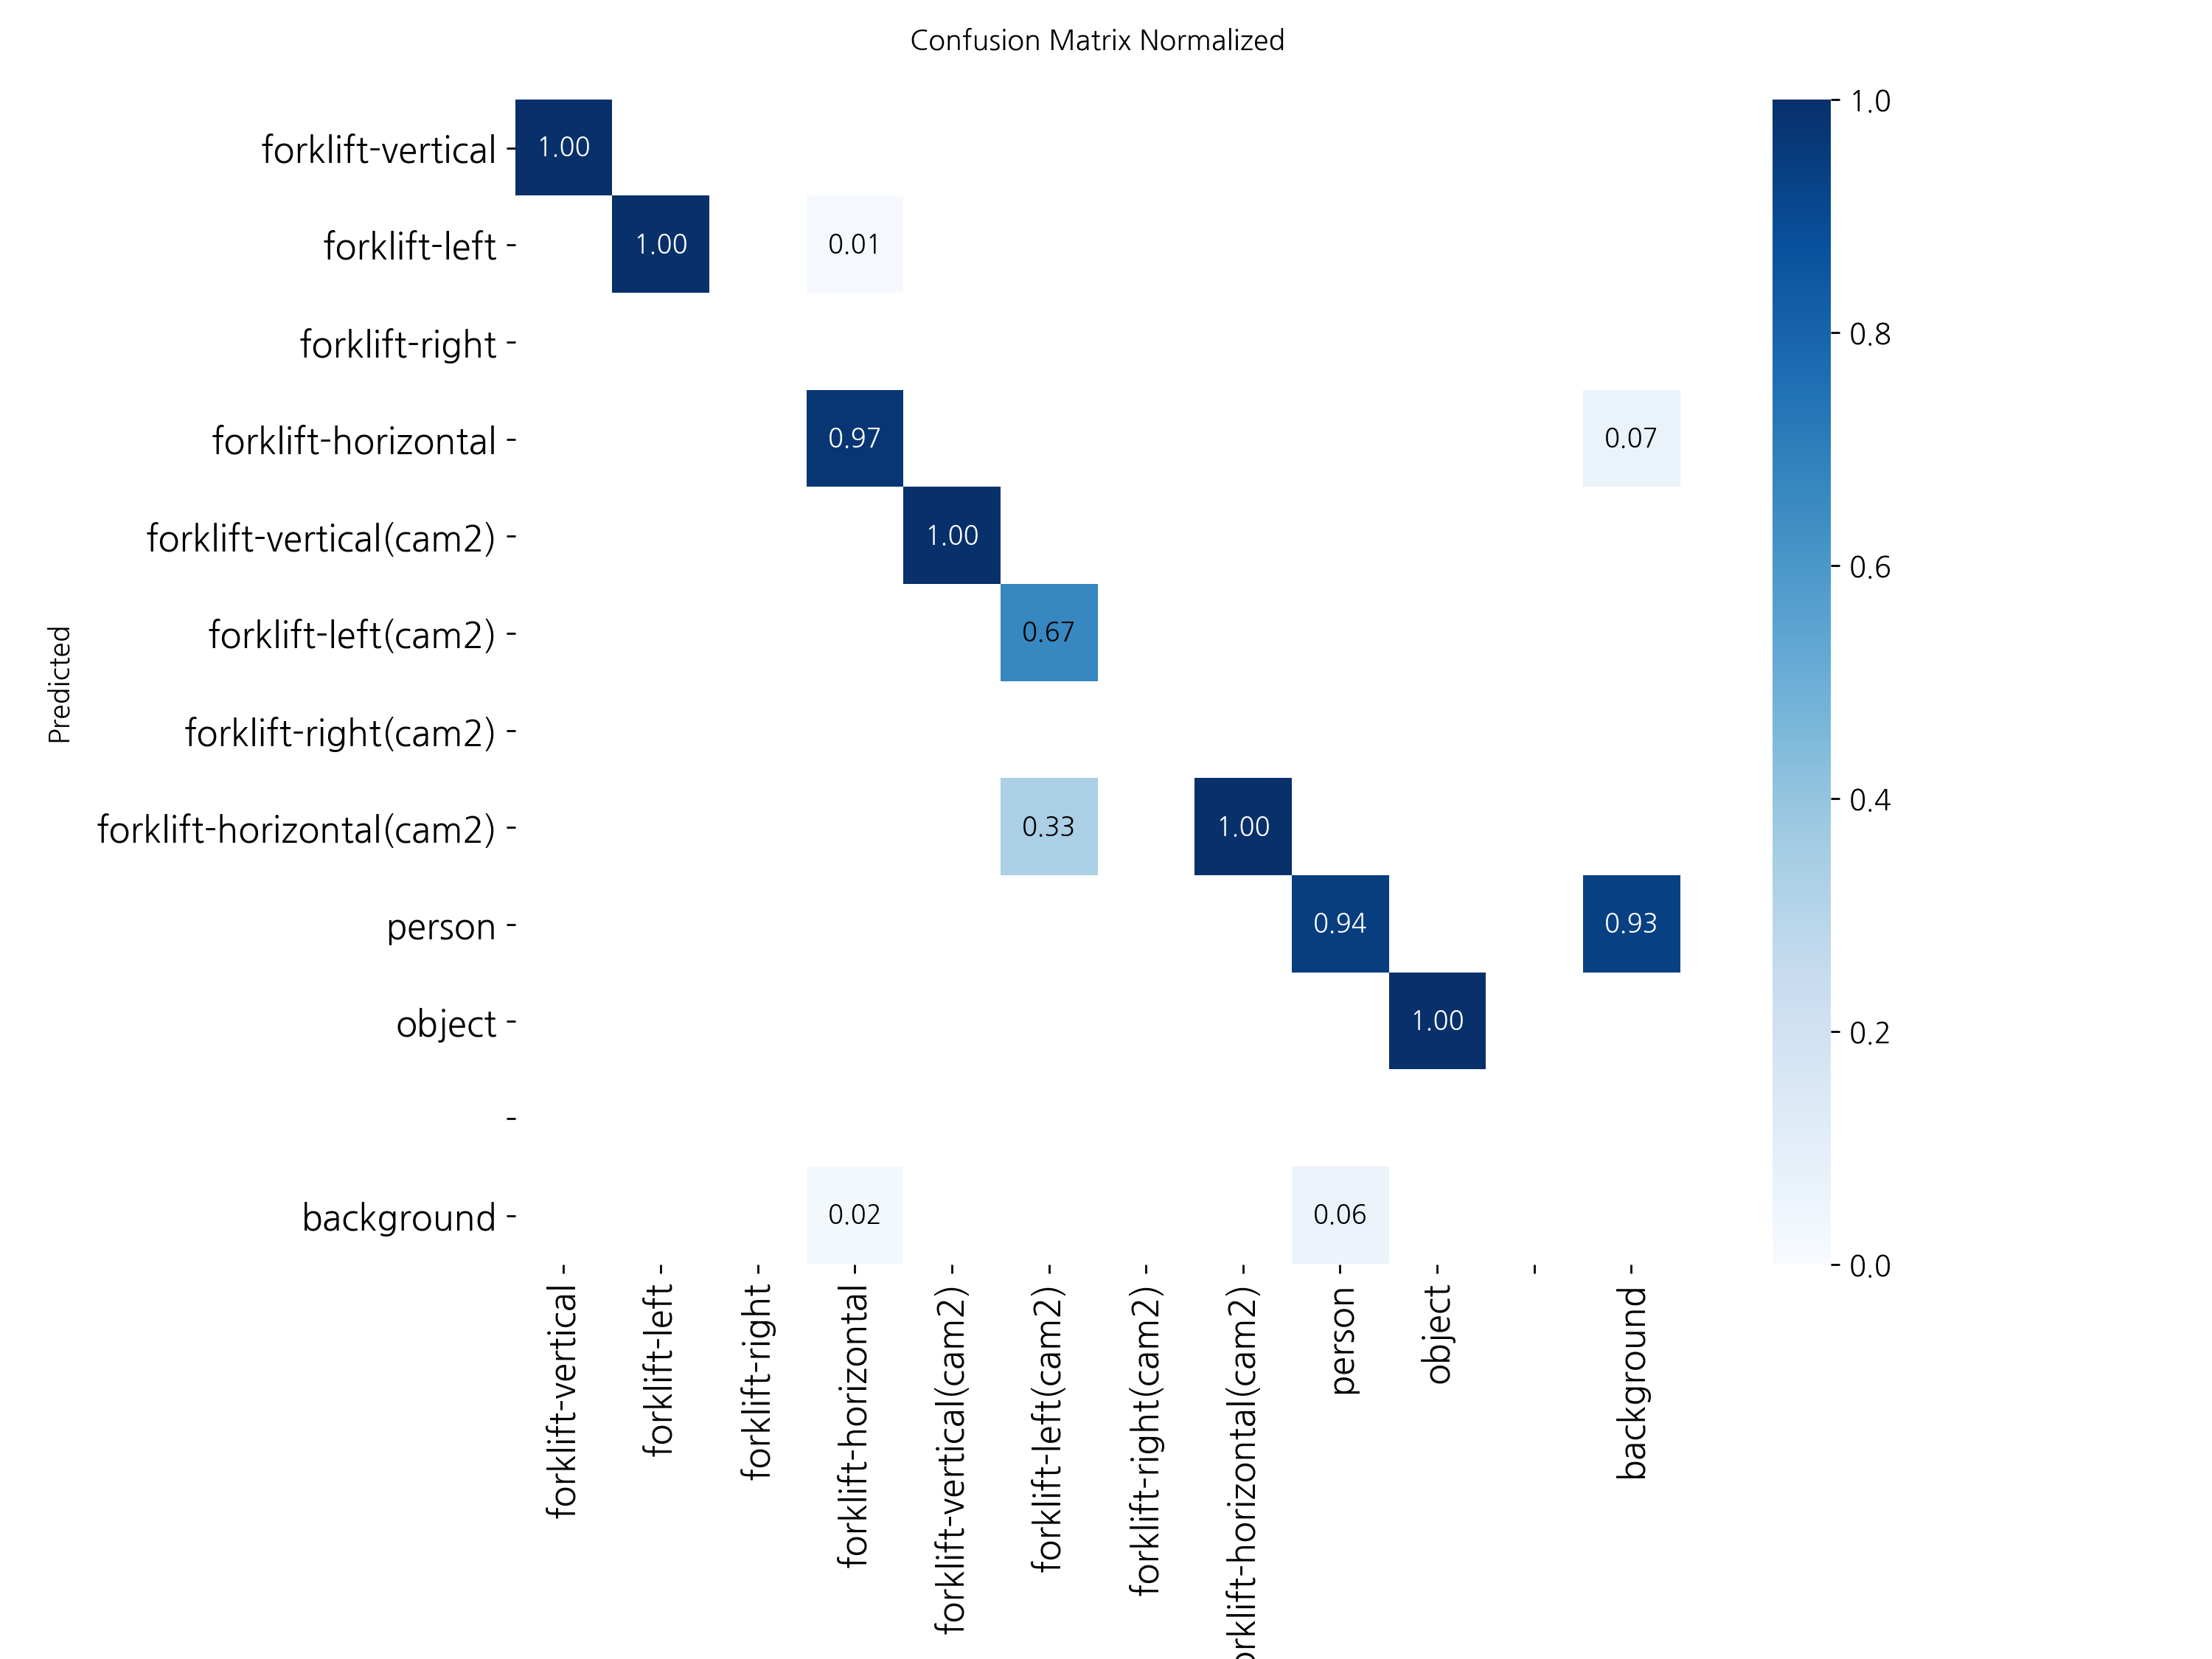 Confusion Matrix Normalized
Predicted
forklift-vertical
forklift-left
forklift-right
forklift-horizontal
forklift-vertical(cam2)
forklift-left(cam2)
forklift-right(cam2)
forklift-horizontal(cam2)
person
object
background
1.00
1.00 0.01
0.97 0.07
1.00
0.67
0.33 1.00
0.94 0.93
1.00
0.02 0.06
forklift-vertical
forklift-left
forklift-right
forklift-horizontal
forklift-vertical(cam2)
forklift-left(cam2)
forklift-right(cam2)
orklift-horizontal(cam2)
person
object
background
1.0
0.8
0.6
0.4
0.2
0.0